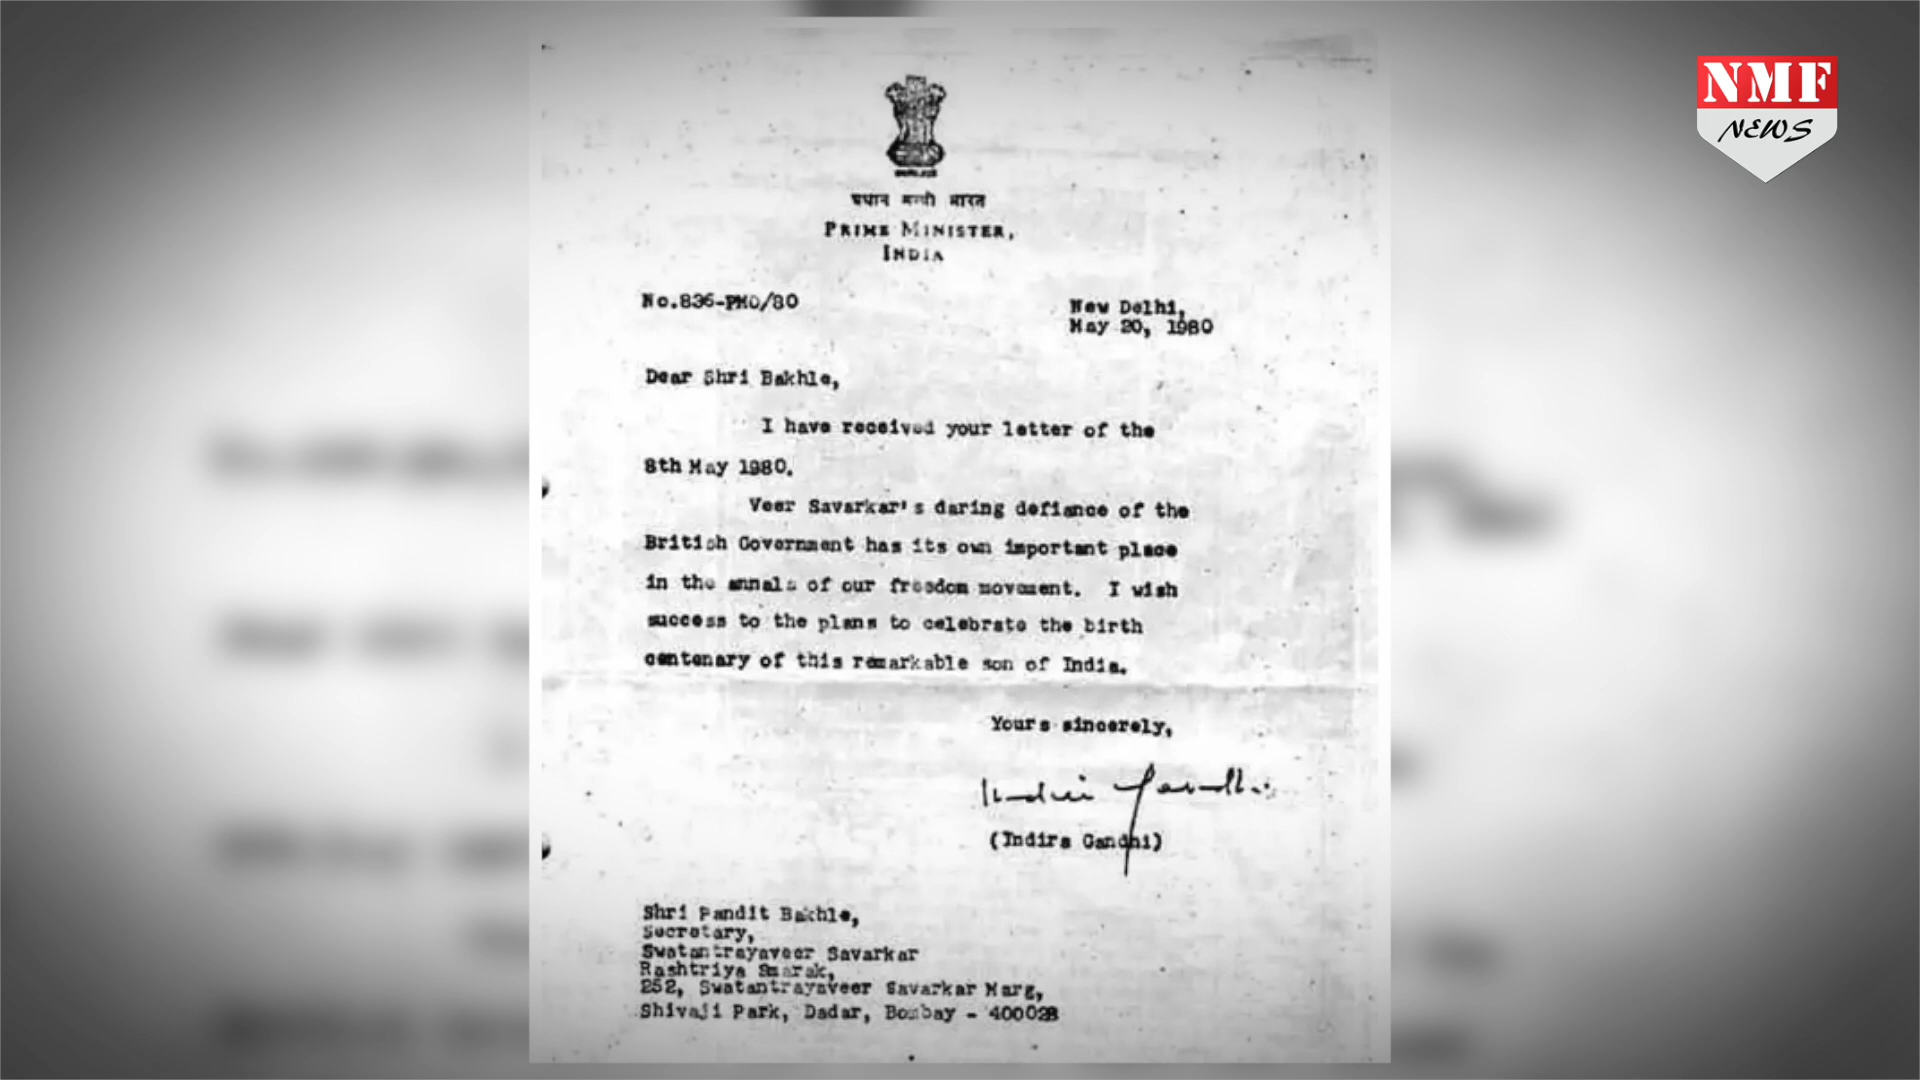 NMF
NEWS
प्रधान मन्त्री भारत
PRIME MINISTER,
INDIA
No.836-PMO/80
New Delhi,
May 20, 1980
Dear Shri Bakhle,
I have received your letter of the
8th May 1980.
Veer Savarkar's daring defiance of the
British Government has its own important place
in the annals of our freedom movement. I wish
success to the plans to celebrate the birth
centenary of this remarkable son of India.
Yours sincerely,
Indira Gandhi
(Indira Gandhi)
Shri Pandit Bakhle,
Secretary,
Swatantrayaveer Savarkar
Rashtriya Smarak,
252, Swatantrayaveer Savarkar Marg,
Shivaji Park, Dadar, Bombay - 400028